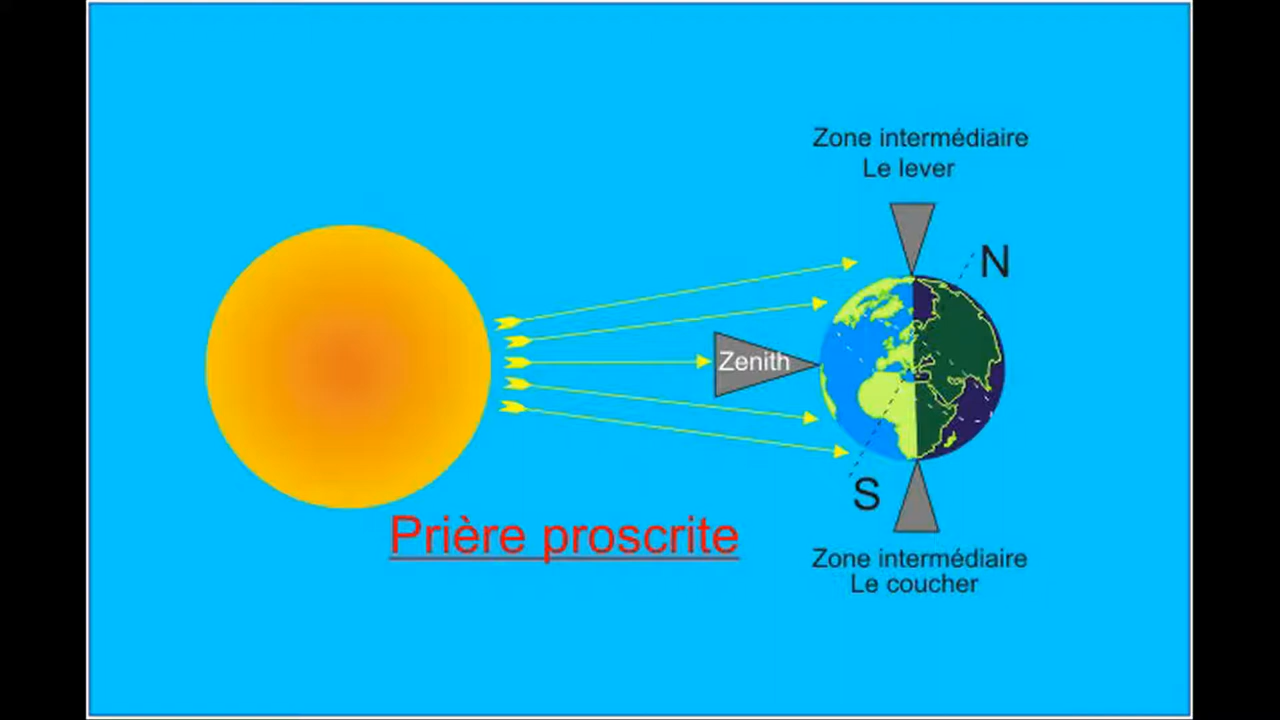 Zone intermédiaire
Le lever
N
Zenith
S
Prière proscrite
Zone intermédiaire
Le coucher